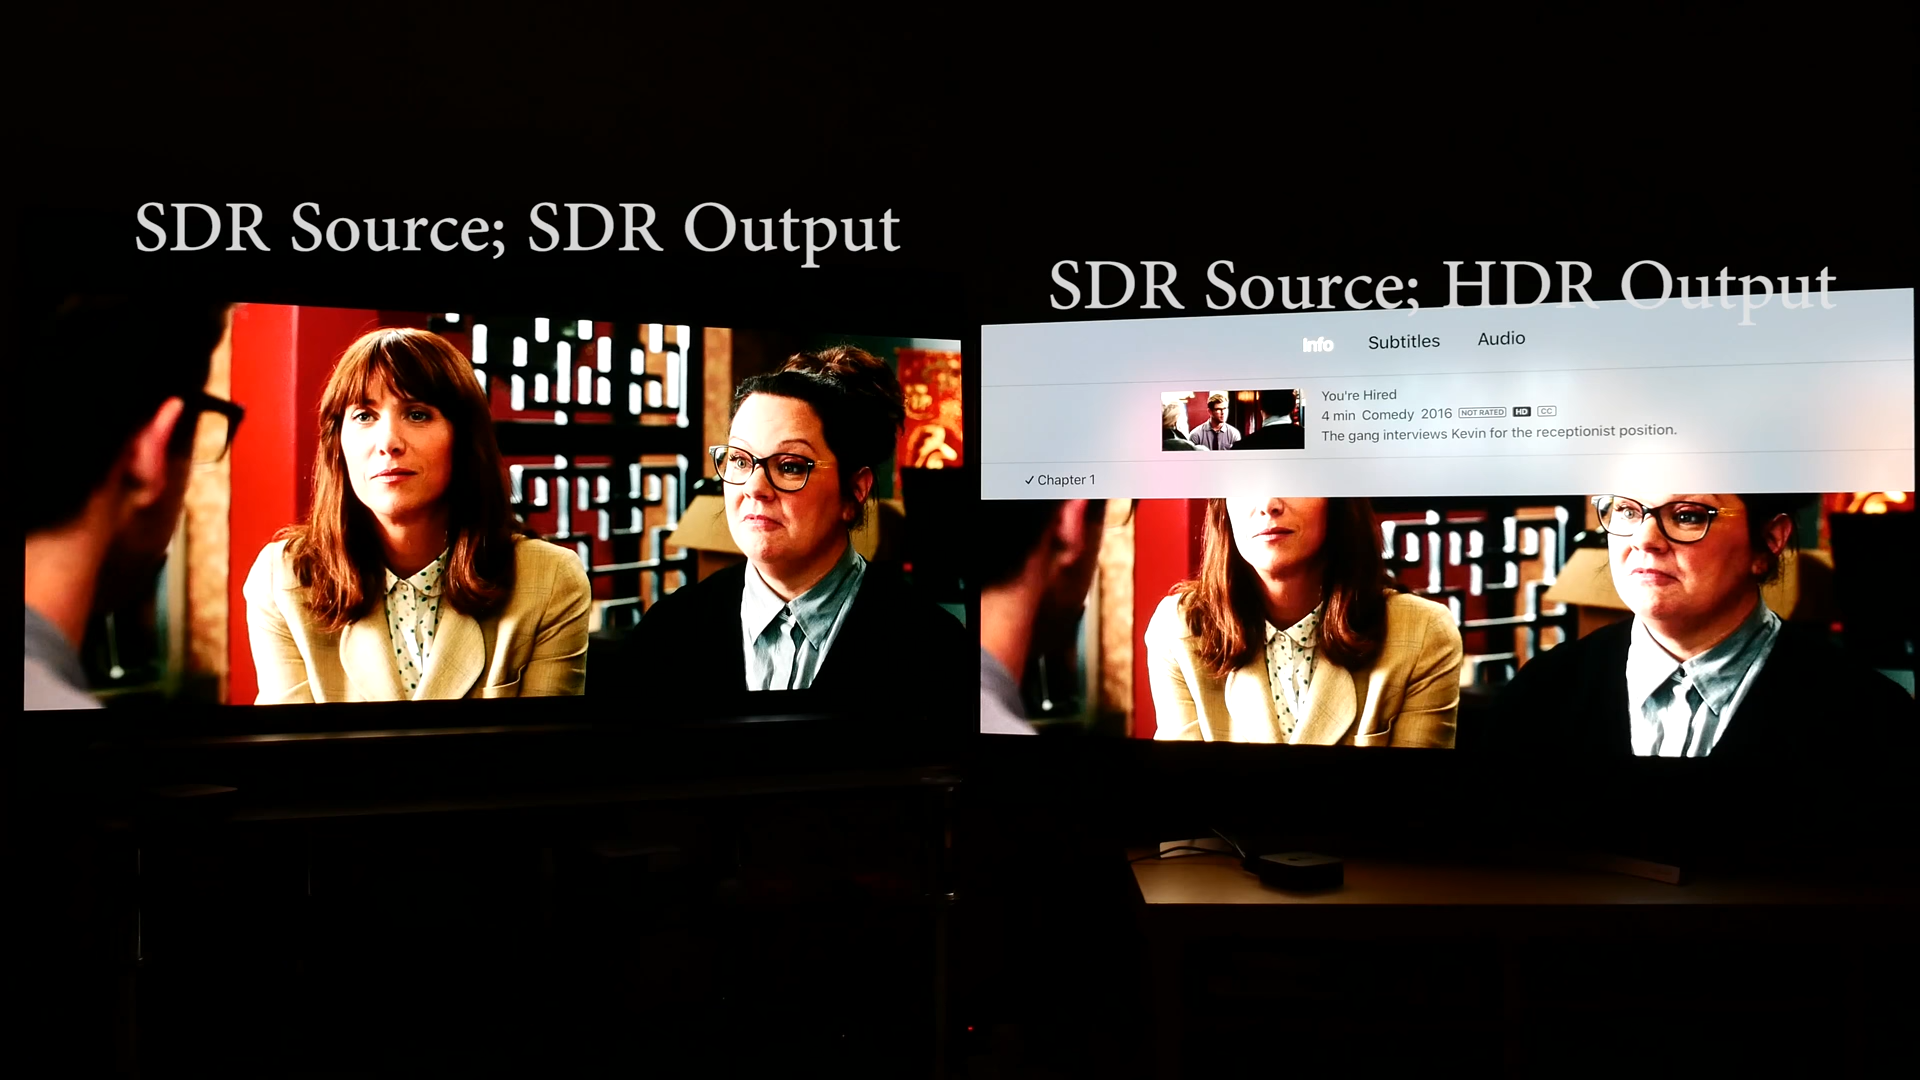 SDR Source; SDR Output
SDR Source; HDR Output
Info Subtitles Audio
You're Hired
4 min Comedy 2016 NOT RATED HD CC
The gang interviews Kevin for the receptionist position.
✓ Chapter 1